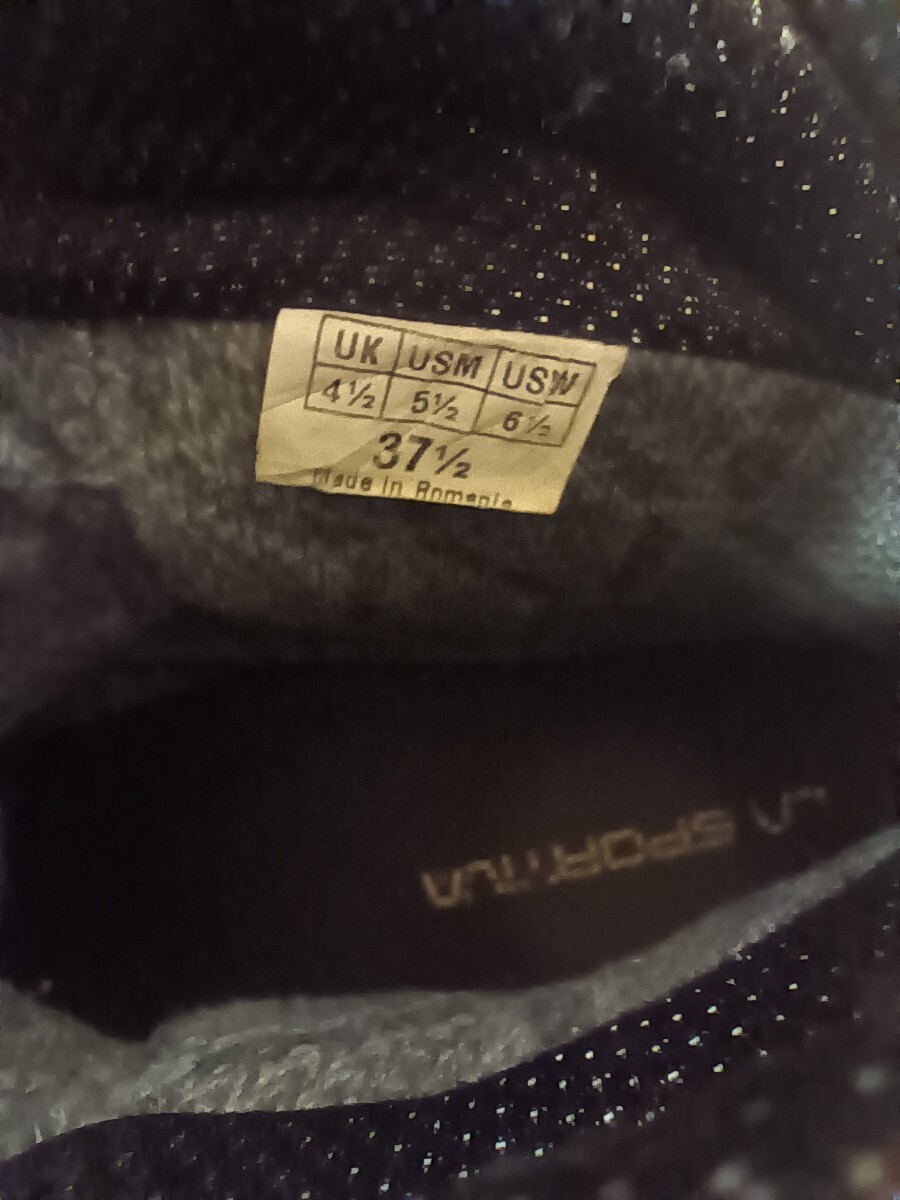 UK USM USW
4½ 5½ 6½
37½
Made in Romania
LA SPORTIVA